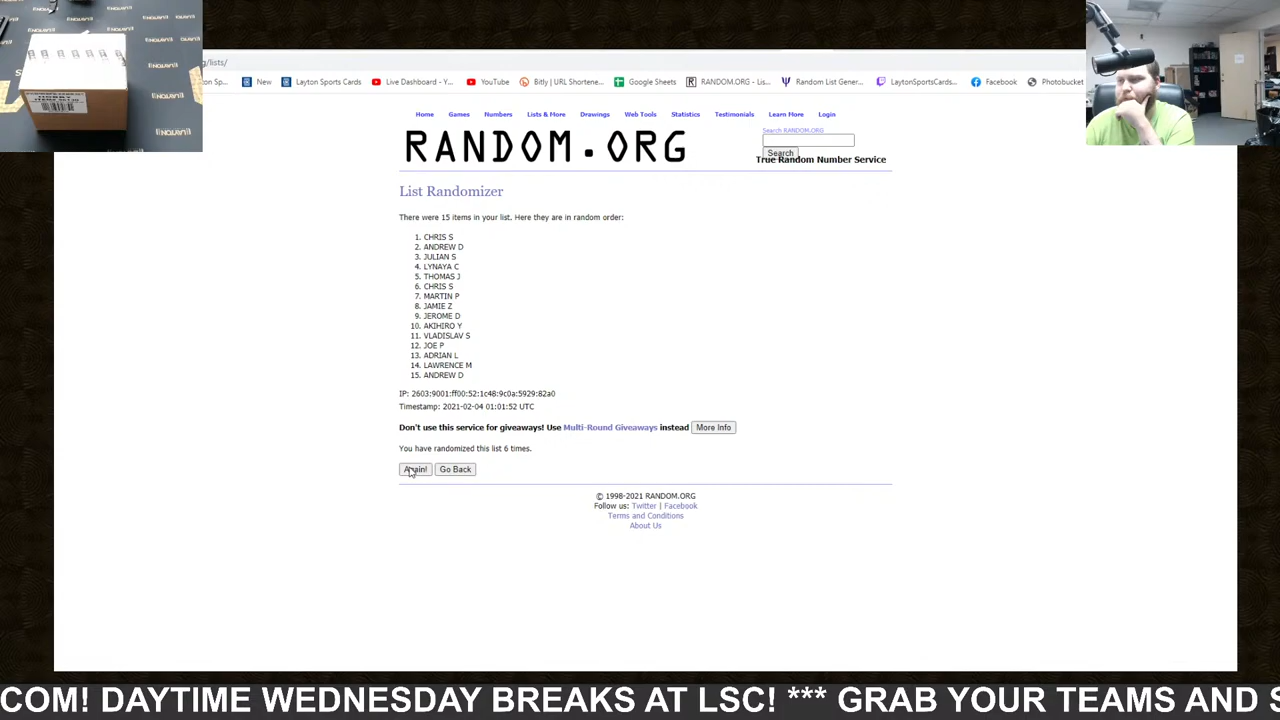 g/lists/
Sp... New Layton Sports Cards Live Dashboard - Y... YouTube Bitly | URL Shortene... Google Sheets RANDOM.ORG - Lis... Random List Gener... LaytonSportsCards... Facebook Photobucket
Home Games Numbers Lists & More Drawings Web Tools Statistics Testimonials Learn More Login
RANDOM.ORG
Search RANDOM.ORG
Search
True Random Number Service
List Randomizer
There were 15 items in your list. Here they are in random order:
1. CHRIS S
2. ANDREW D
3. JULIAN S
4. LYNAYA C
5. THOMAS J
6. CHRIS S
7. MARTIN P
8. JAMIE Z
9. JEROME D
10. AKIHIRO Y
11. VLADISLAV S
12. JOE P
13. ADRIAN L
14. LAWRENCE M
15. ANDREW D
IP: 2603:9001:ff00:52:1c48:9c0a:5929:82a0
Timestamp: 2021-02-04 01:01:52 UTC
Don't use this service for giveaways! Use Multi-Round Giveaways instead More Info
You have randomized this list 6 times.
Again! Go Back
© 1998-2021 RANDOM.ORG
Follow us: Twitter | Facebook
Terms and Conditions
About Us
COM! DAYTIME WEDNESDAY BREAKS AT LSC! *** GRAB YOUR TEAMS AND S